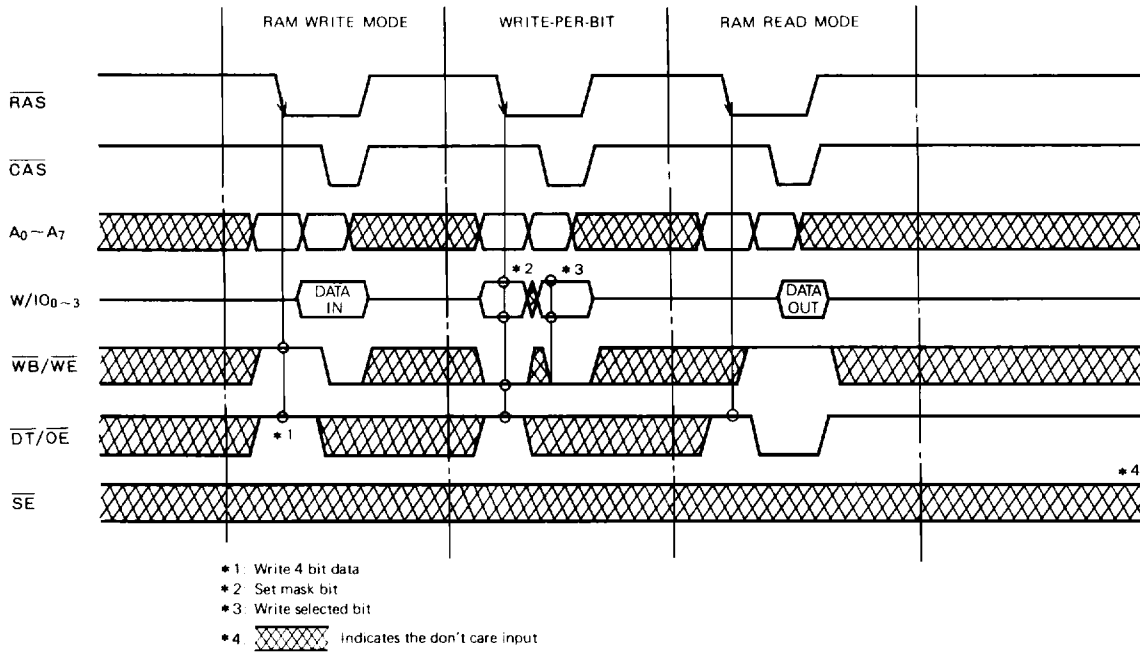 RAM WRITE MODE WRITE-PER-BIT RAM READ MODE
RAS
CAS
A0~A7
*2 *3
W/IO0~3 DATA IN DATA OUT
WB/WE
DT/OE
*1
*4
SE
*1: Write 4 bit data
*2: Set mask bit
*3: Write selected bit
*4: Indicates the don't care input